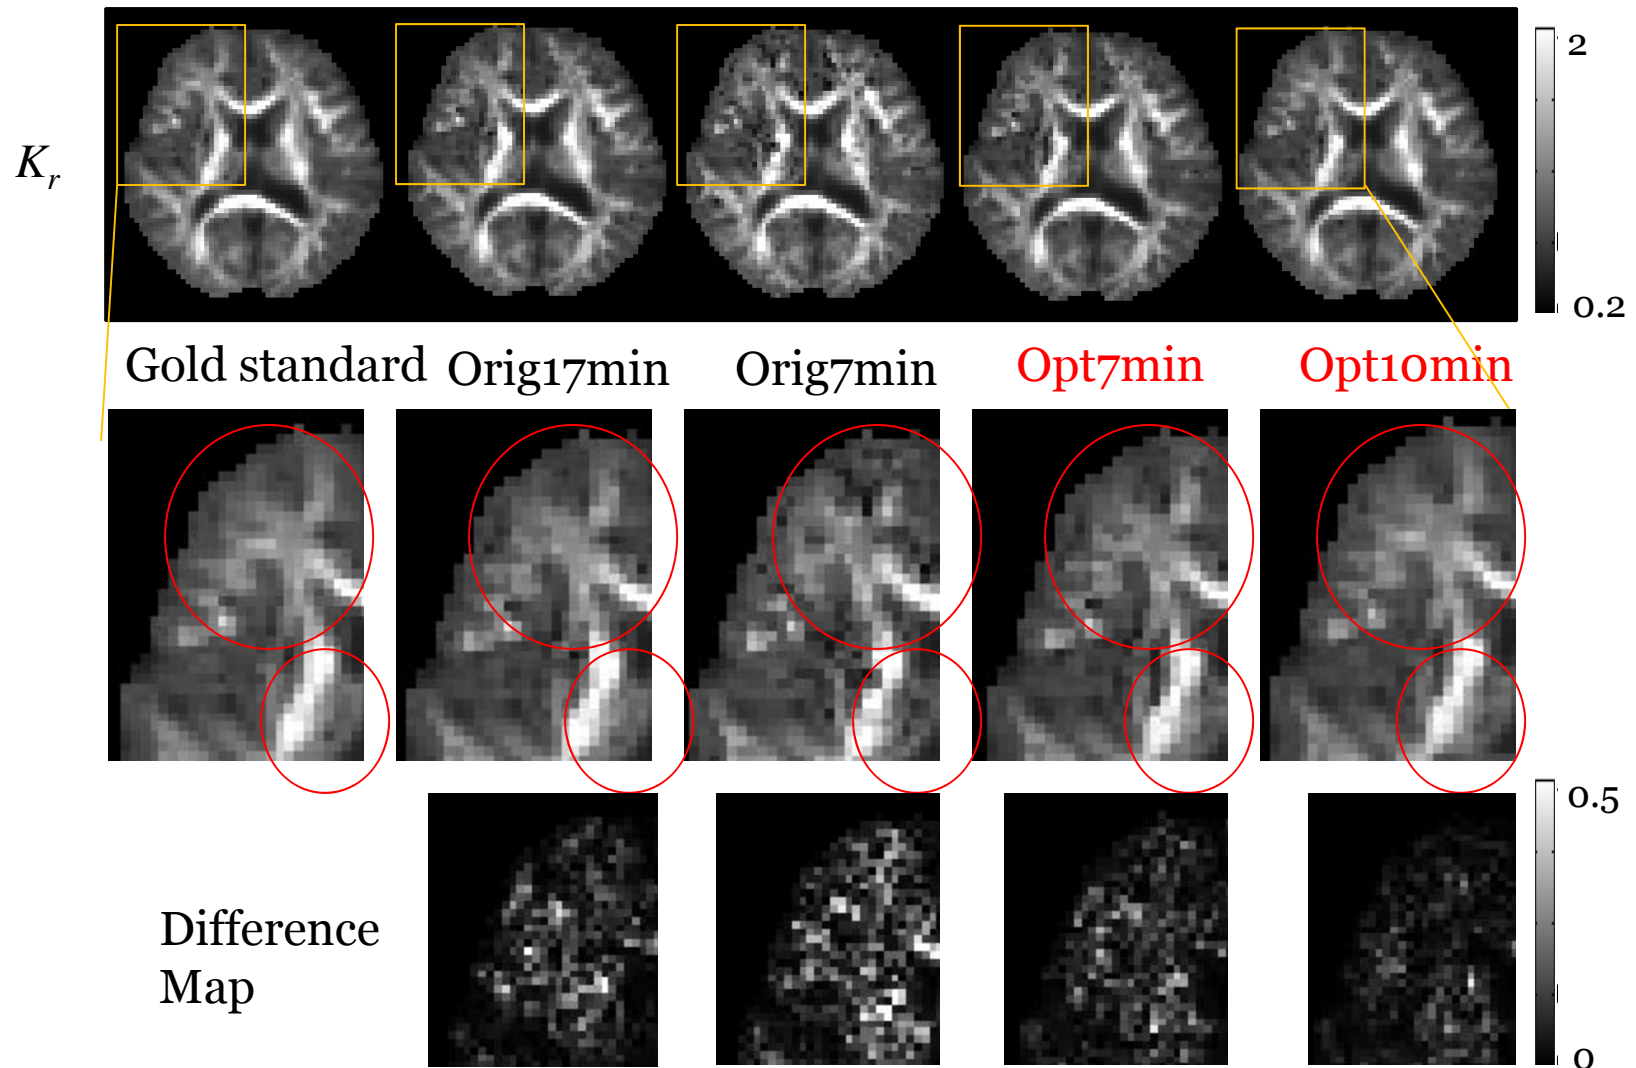 2
K_r
0.2
Gold standard
Orig17min
Orig7min
Opt7min
Opt10min
0.5
Difference
Map
0